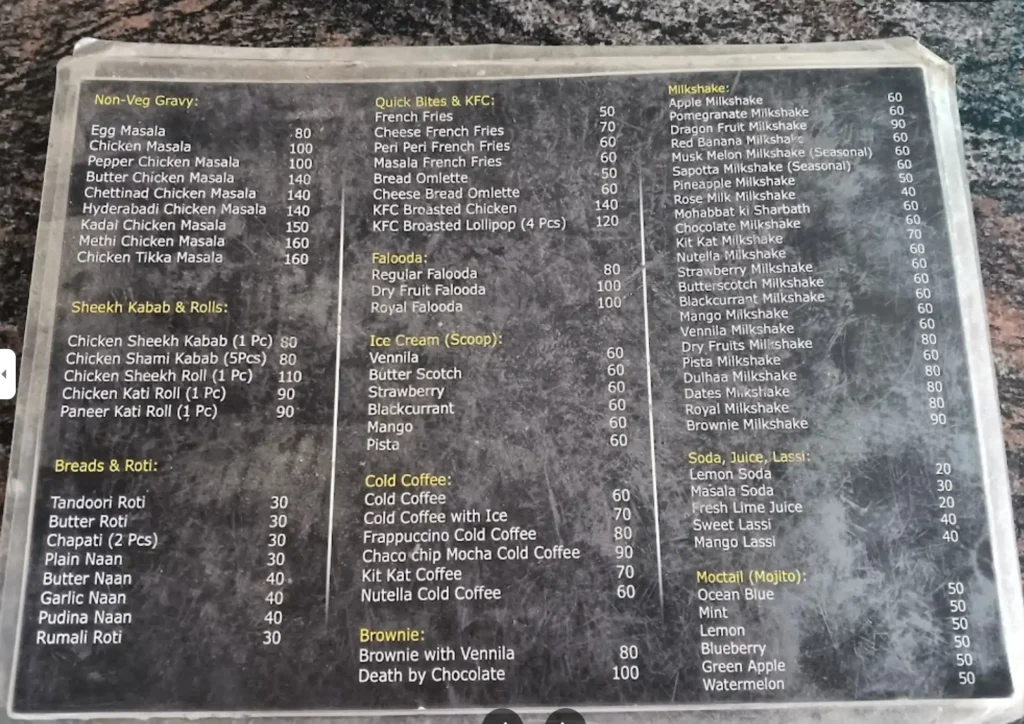 Non-Veg Gravy:
Egg Masala 80
Chicken Masala 100
Pepper Chicken Masala 100
Butter Chicken Masala 140
Chettinad Chicken Masala 140
Hyderabadi Chicken Masala 140
Kadai Chicken Masala 150
Methi Chicken Masala 160
Chicken Tikka Masala 160
Sheekh Kabab & Rolls:
Chicken Sheekh Kabab (1 Pc) 80
Chicken Shami Kabab (5Pcs) 80
Chicken Sheekh Roll (1 Pc) 110
Chicken Kati Roll (1 Pc) 90
Paneer Kati Roll (1 Pc) 90
Breads & Roti:
Tandoori Roti 30
Butter Roti 30
Chapati (2 Pcs) 30
Plain Naan 30
Butter Naan 40
Garlic Naan 40
Pudina Naan 40
Rumali Roti 30
Quick Bites & KFC:
French Fries 50
Cheese French Fries 70
Peri Peri French Fries 60
Masala French Fries 60
Bread Omlette 50
Cheese Bread Omlette 60
KFC Broasted Chicken 140
KFC Broasted Lollipop (4 Pcs) 120
Falooda:
Regular Falooda 80
Dry Fruit Falooda 100
Royal Falooda 100
Ice Cream (Scoop):
Vennila 60
Butter Scotch 60
Strawberry 60
Blackcurrant 60
Mango 60
Pista 60
Cold Coffee:
Cold Coffee 60
Cold Coffee with Ice 70
Frappuccino Cold Coffee 80
Chaco chip Mocha Cold Coffee 90
Kit Kat Coffee 70
Nutella Cold Coffee 60
Brownie:
Brownie with Vennila 80
Death by Chocolate 100
Milkshake:
Apple Milkshake 60
Pomegranate Milkshake 60
Dragon Fruit Milkshake 90
Red Banana Milkshake 60
Musk Melon Milkshake (Seasonal) 60
Sapotta Milkshake (Seasonal) 60
Pineapple Milkshake 50
Rose Milk Milkshake 40
Mohabbat ki Sharbath 60
Chocolate Milkshake 60
Kit Kat Milkshake 70
Nutella Milkshake 60
Strawberry Milkshake 60
Butterscotch Milkshake 60
Blackcurrant Milkshake 60
Mango Milkshake 60
Vennila Milkshake 60
Dry Fruits Milkshake 80
Pista Milkshake 60
Dulhaa Milkshake 80
Dates Milkshake 80
Royal Milkshake 80
Brownie Milkshake 90
Soda, Juice, Lassi:
Lemon Soda 20
Masala Soda 30
Fresh Lime Juice 20
Sweet Lassi 40
Mango Lassi 40
Moctail (Mojito):
Ocean Blue 50
Mint 50
Lemon 50
Blueberry 50
Green Apple 50
Watermelon 50